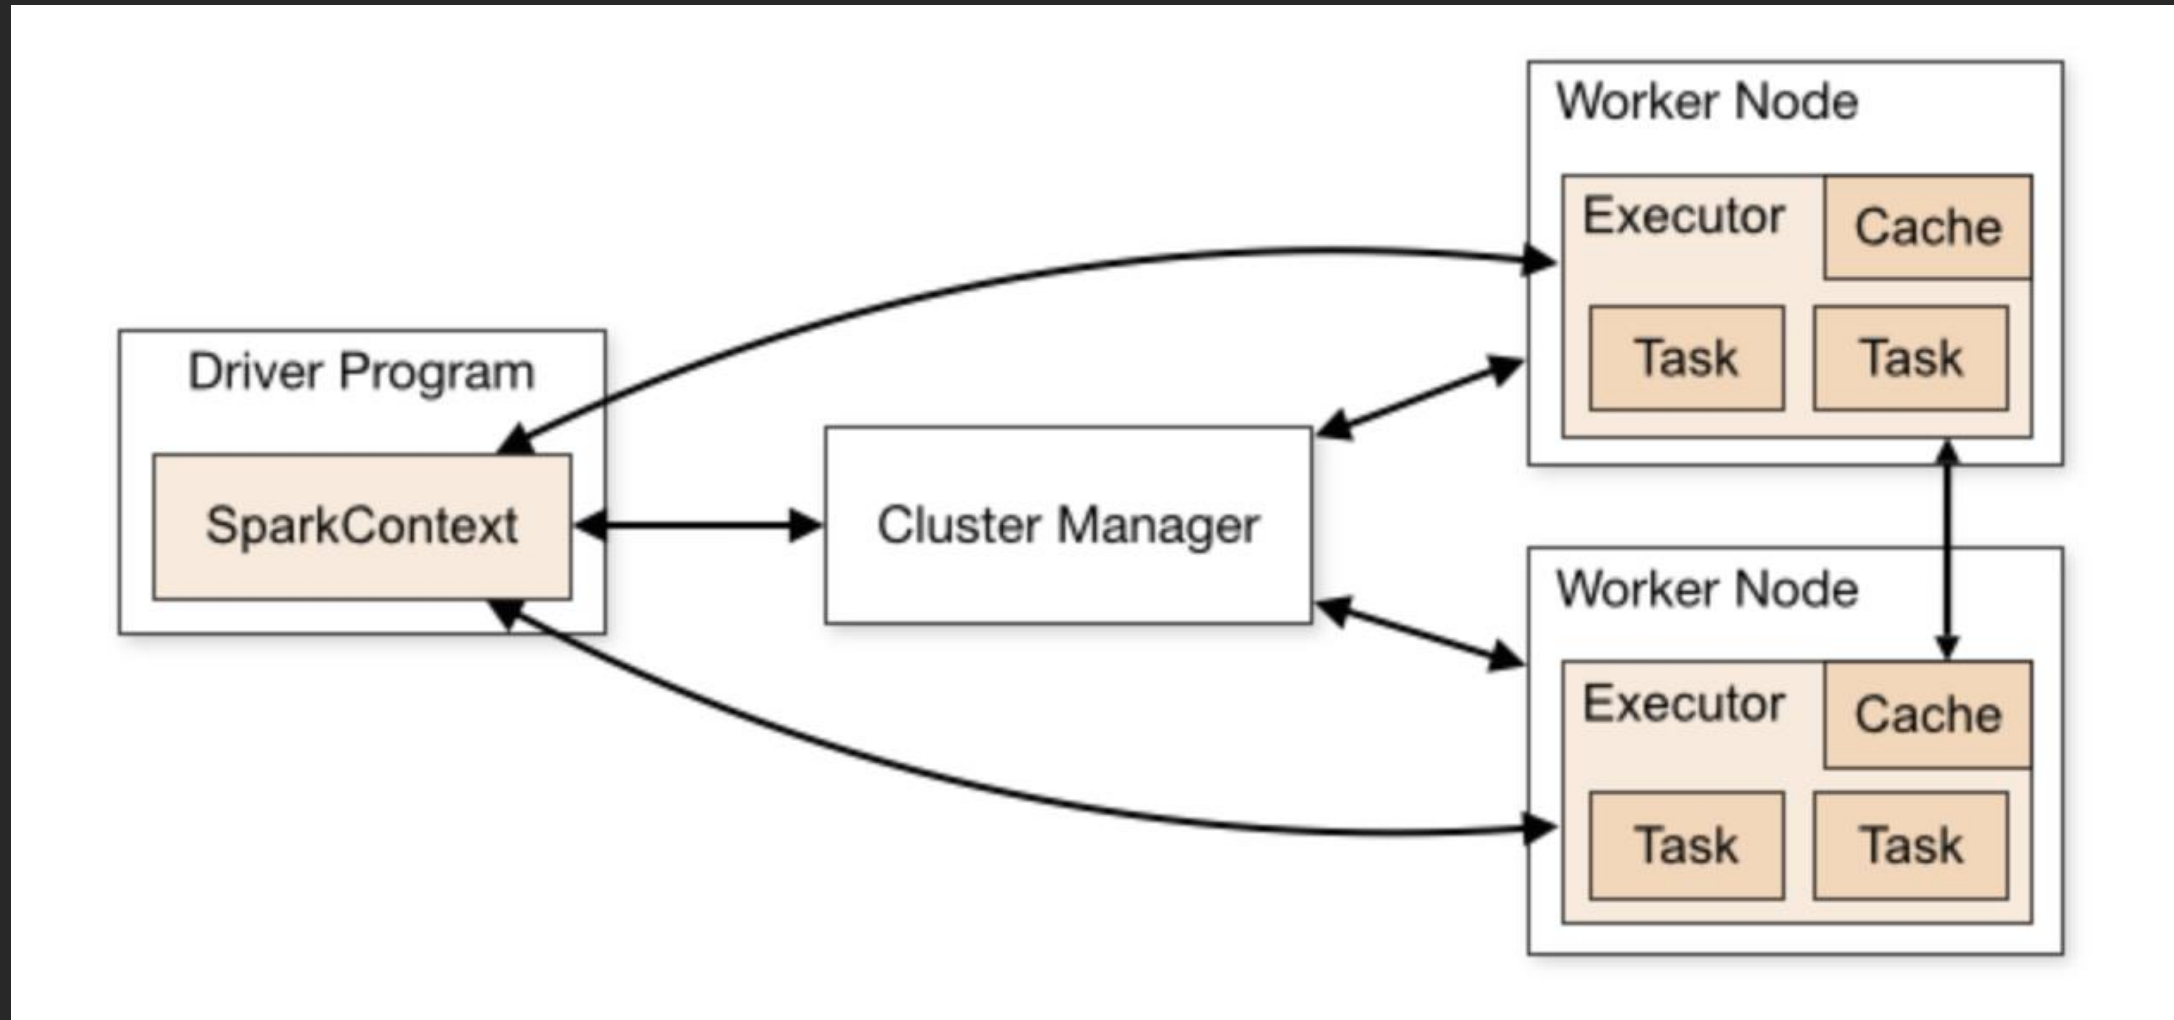 Driver Program
SparkContext
Cluster Manager
Worker Node
Executor
Cache
Task
Task
Worker Node
Executor
Cache
Task
Task